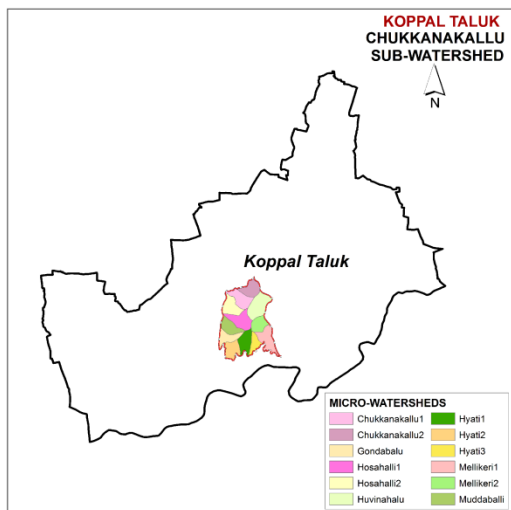 KOPPAL TALUK
CHUKKANAKALLU
SUB-WATERSHED
N
Koppal Taluk
MICRO-WATERSHEDS
Chukkanakallu1
Chukkanakallu2
Gondabalu
Hosahalli1
Hosahalli2
Huvinahalu
Hyati1
Hyati2
Hyati3
Mellikeri1
Mellikeri2
Muddaballi